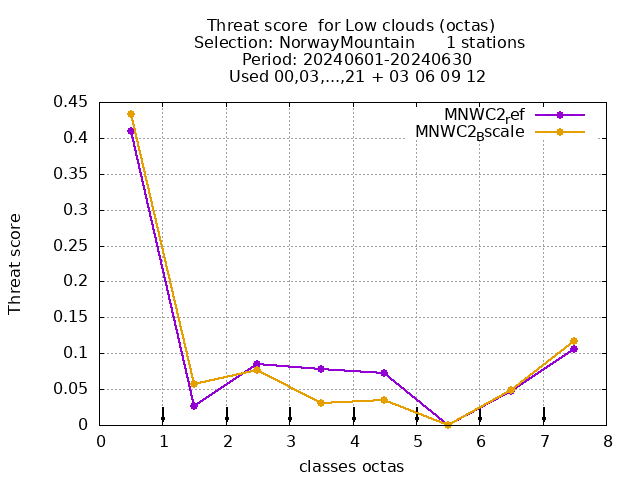 Threat score  for Low clouds (octas)
Selection: NorwayMountain      1 stations
Period: 20240601-20240630
Used 00,03,...,21 + 03 06 09 12
MNWC2ref
MNWC2Bscale
0.45
0.4
0.35
0.3
0.25
0.2
0.15
0.1
0.05
0
Threat score
0 1 2 3 4 5 6 7 8
classes octas